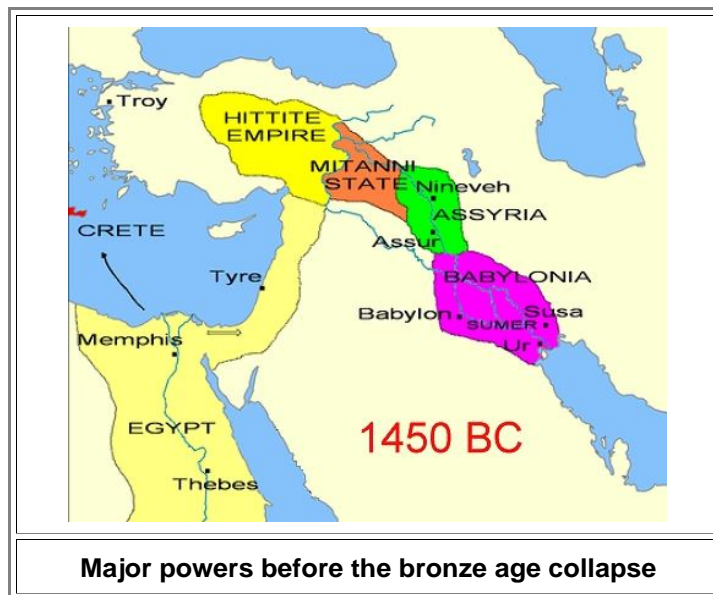 Troy
HITTITE
EMPIRE
MITANNI
STATE
Nineveh
ASSYRIA
Assur
CRETE
Tyre
BABYLONIA
Babylon
Susa
SUMER
Ur
Memphis
EGYPT
1450 BC
Thebes
Major powers before the bronze age collapse